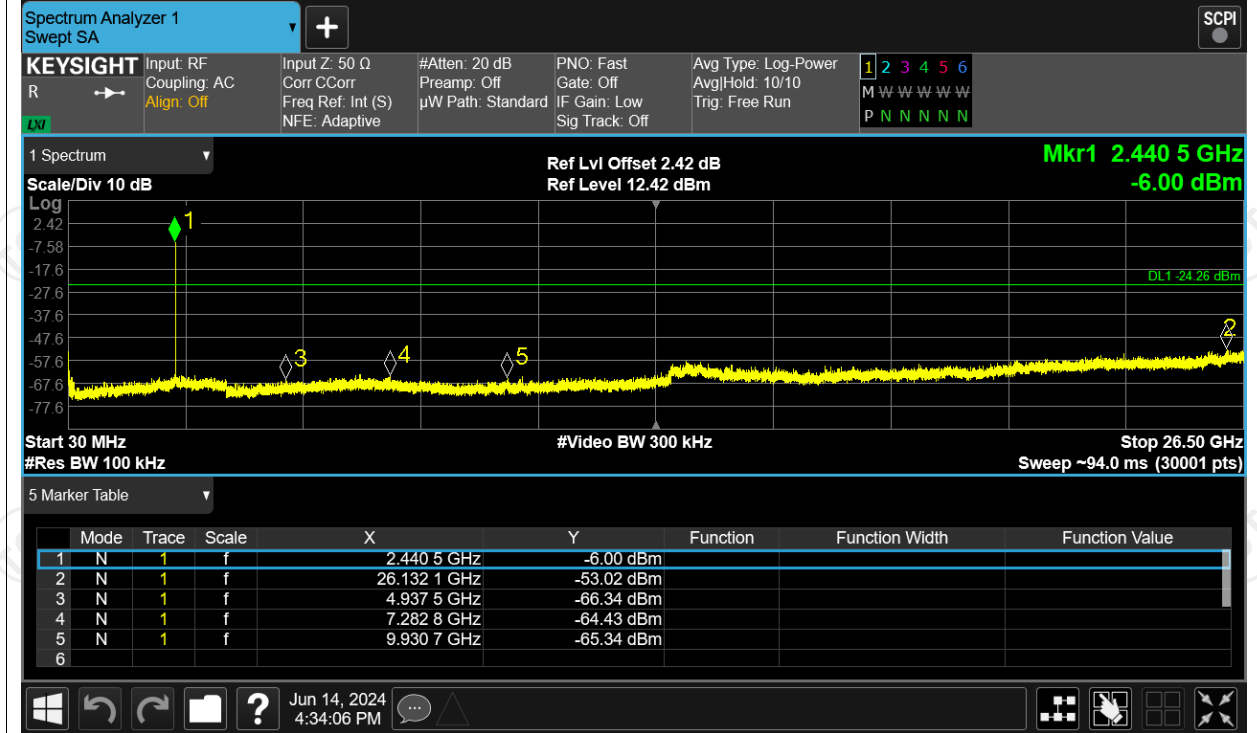 Spectrum Analyzer 1
Swept SA
+
SCPI
KEYSIGHT
R
LXI
Input: RF
Coupling: AC
Align: Off
Input Z: 50 Ω
Corr CCorr
Freq Ref: Int (S)
NFE: Adaptive
#Atten: 20 dB
Preamp: Off
µW Path: Standard
PNO: Fast
Gate: Off
IF Gain: Low
Sig Track: Off
Avg Type: Log-Power
Avg|Hold: 10/10
Trig: Free Run
1 2 3 4 5 6
M W W W W W
P N N N N N
1 Spectrum
Scale/Div 10 dB
Ref Lvl Offset 2.42 dB
Ref Level 12.42 dBm
Mkr1 2.440 5 GHz
-6.00 dBm
Log
2.42
-7.58
-17.6
-27.6
-37.6
-47.6
-57.6
-67.6
-77.6
1
DL1 -24.26 dBm
2
3
4
5
Start 30 MHz
#Video BW 300 kHz
Stop 26.50 GHz
#Res BW 100 kHz
Sweep ~94.0 ms (30001 pts)
5 Marker Table
Mode Trace Scale X Y Function Function Width Function Value
1 N 1 f 2.440 5 GHz -6.00 dBm
2 N 1 f 26.132 1 GHz -53.02 dBm
3 N 1 f 4.937 5 GHz -66.34 dBm
4 N 1 f 7.282 8 GHz -64.43 dBm
5 N 1 f 9.930 7 GHz -65.34 dBm
6
?
Jun 14, 2024
4:34:06 PM